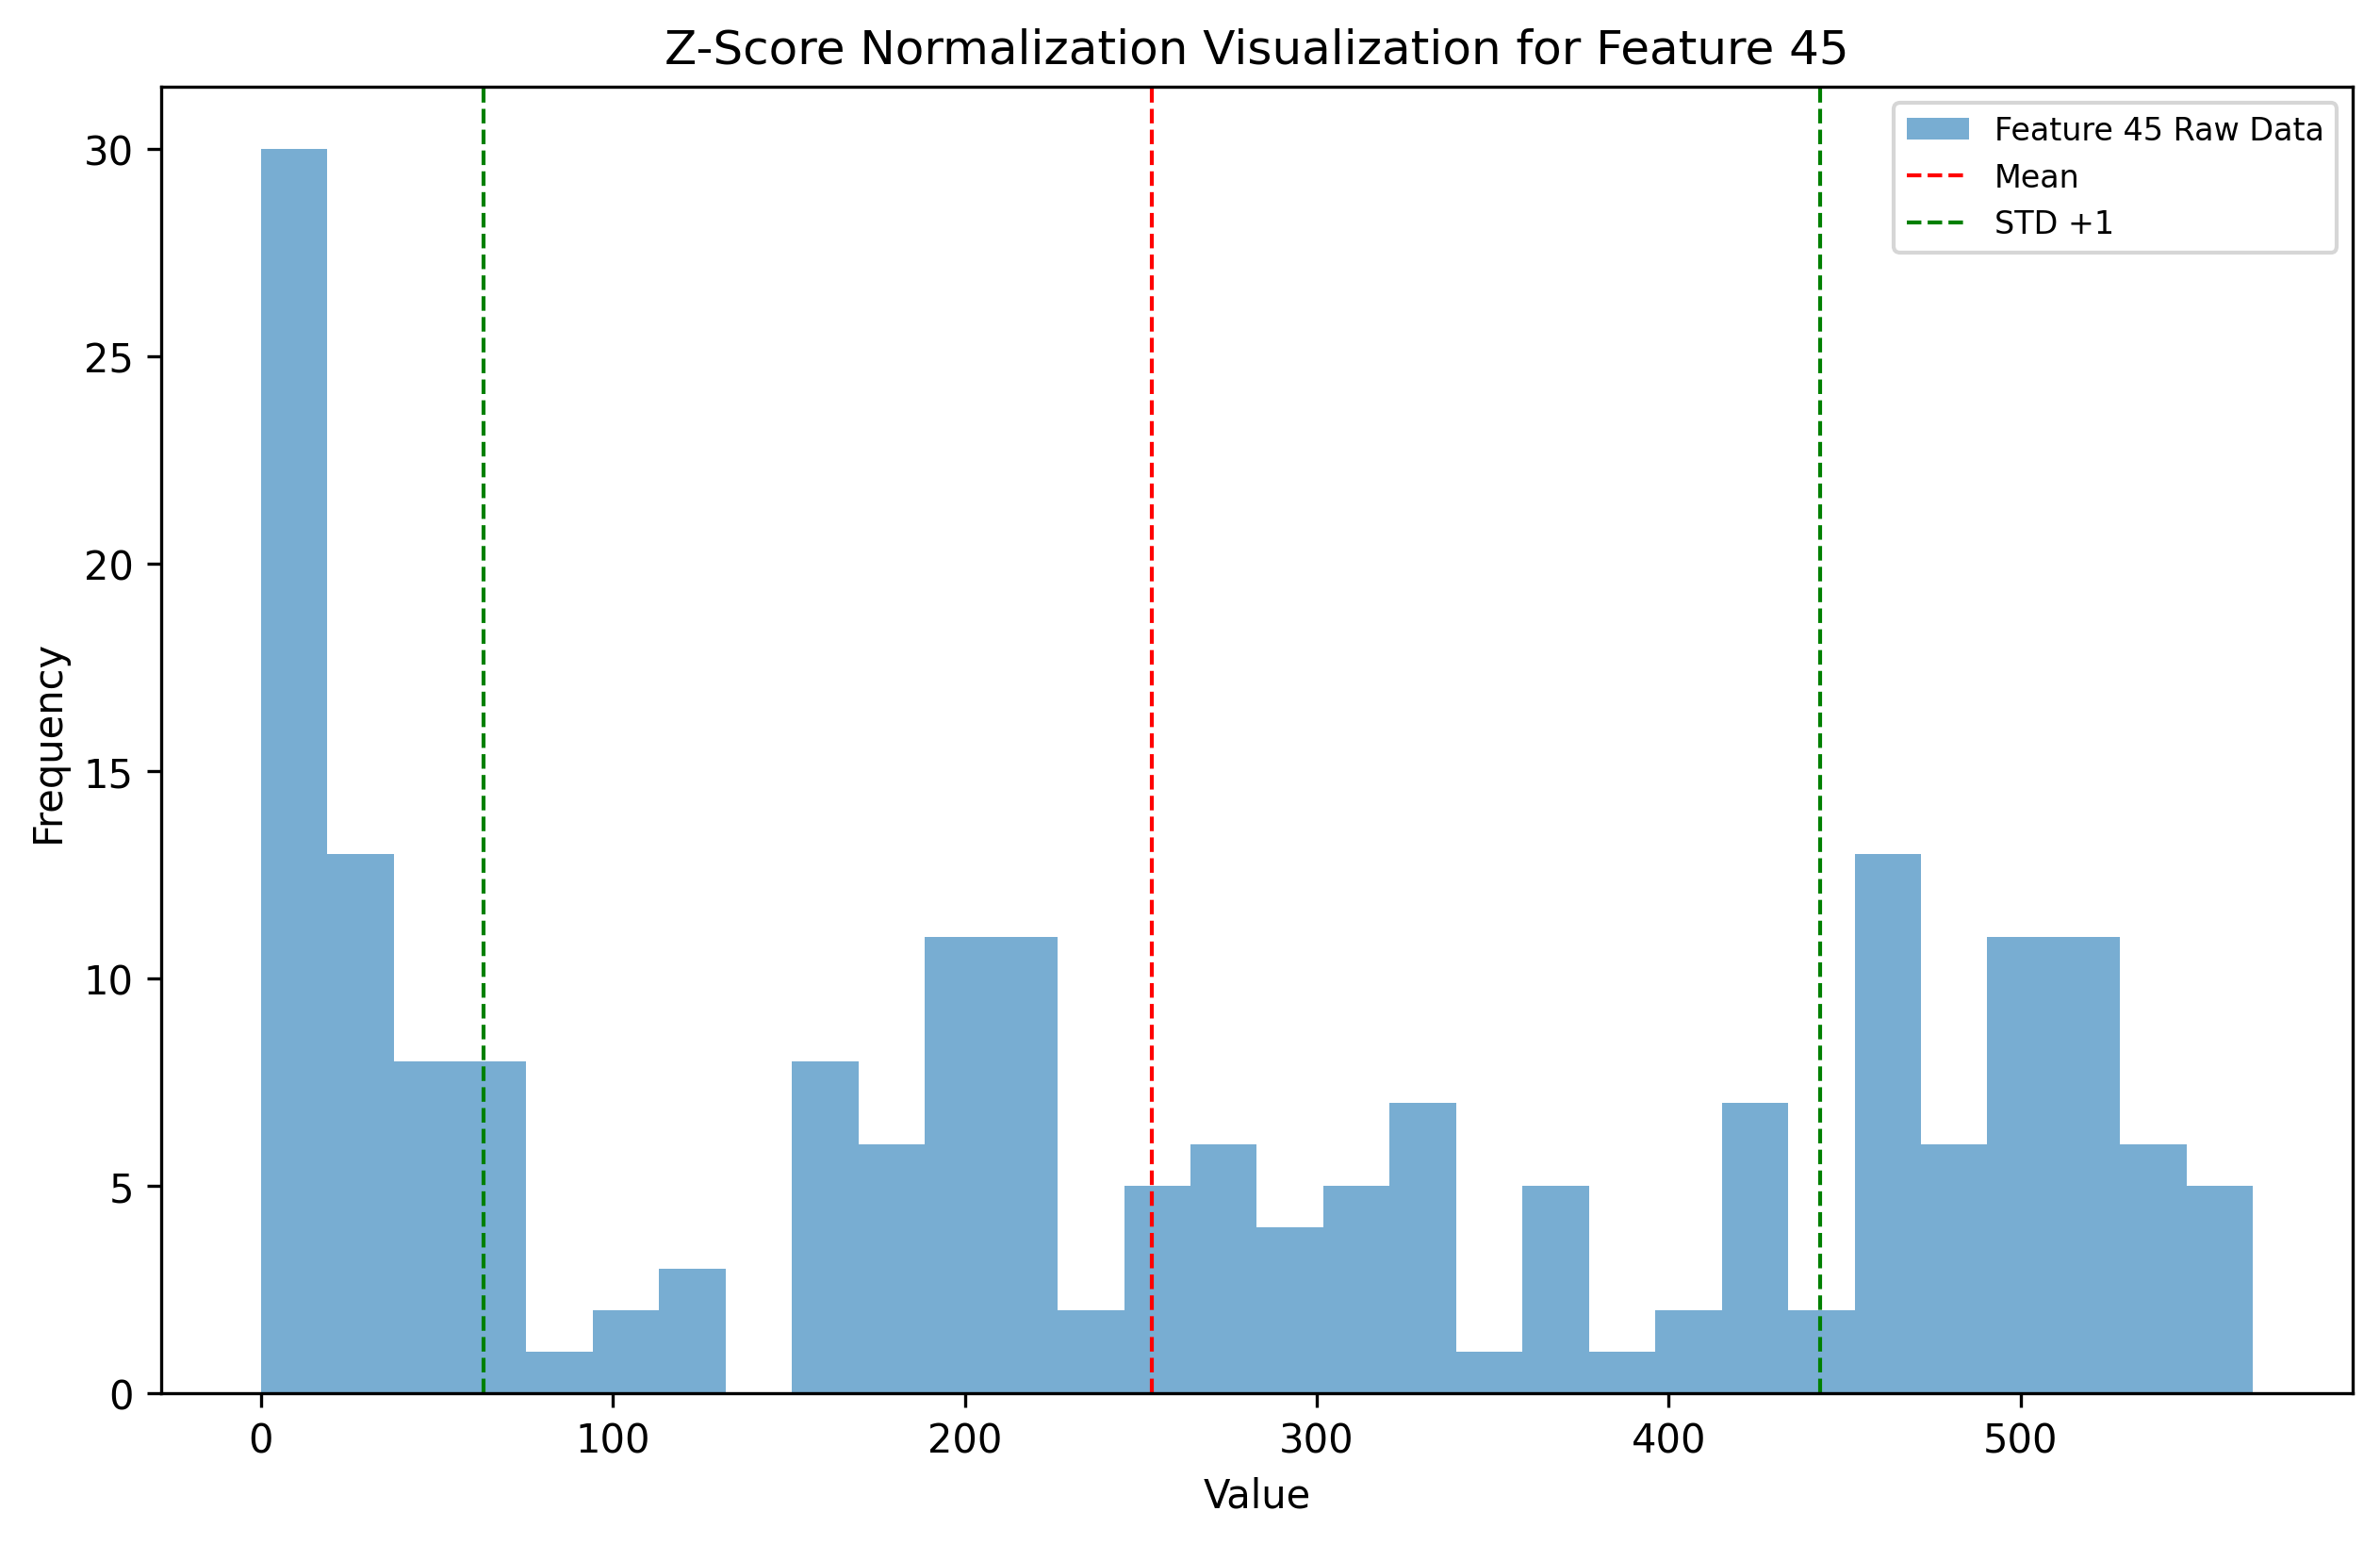 Z-Score Normalization Visualization for Feature 45
Feature 45 Raw Data
Mean
STD +1
30
25
20
15
10
5
0
Frequency
0 100 200 300 400 500
Value